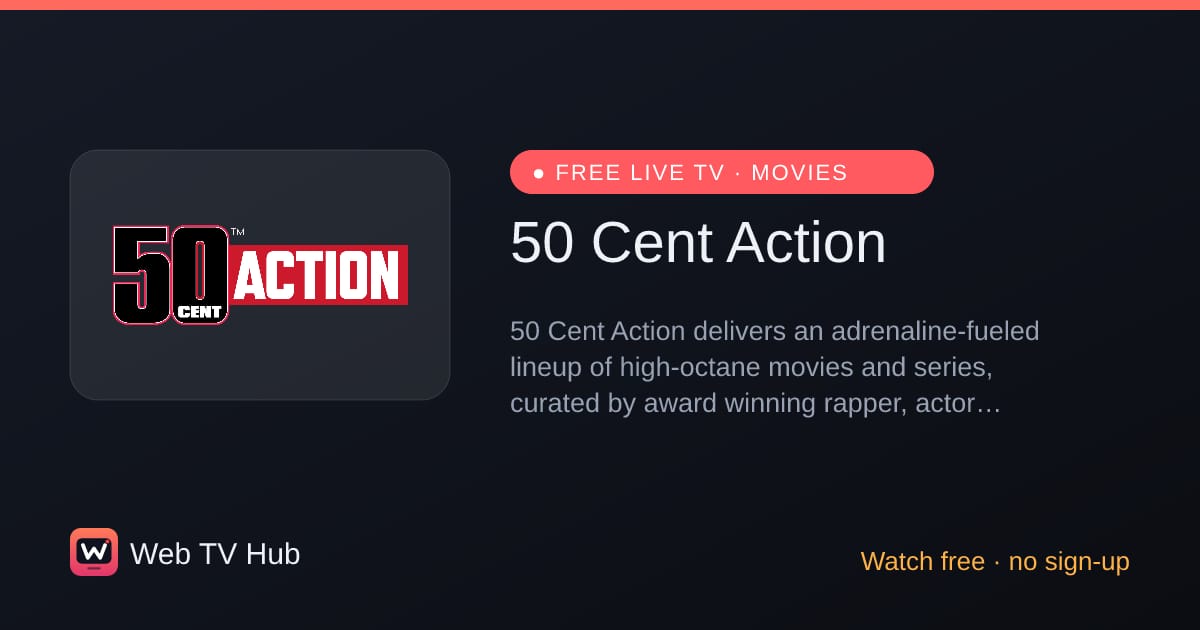 50 CENT ™ ACTION
• FREE LIVE TV · MOVIES
50 Cent Action
50 Cent Action delivers an adrenaline-fueled
lineup of high-octane movies and series,
curated by award winning rapper, actor…
W Web TV Hub
Watch free · no sign-up